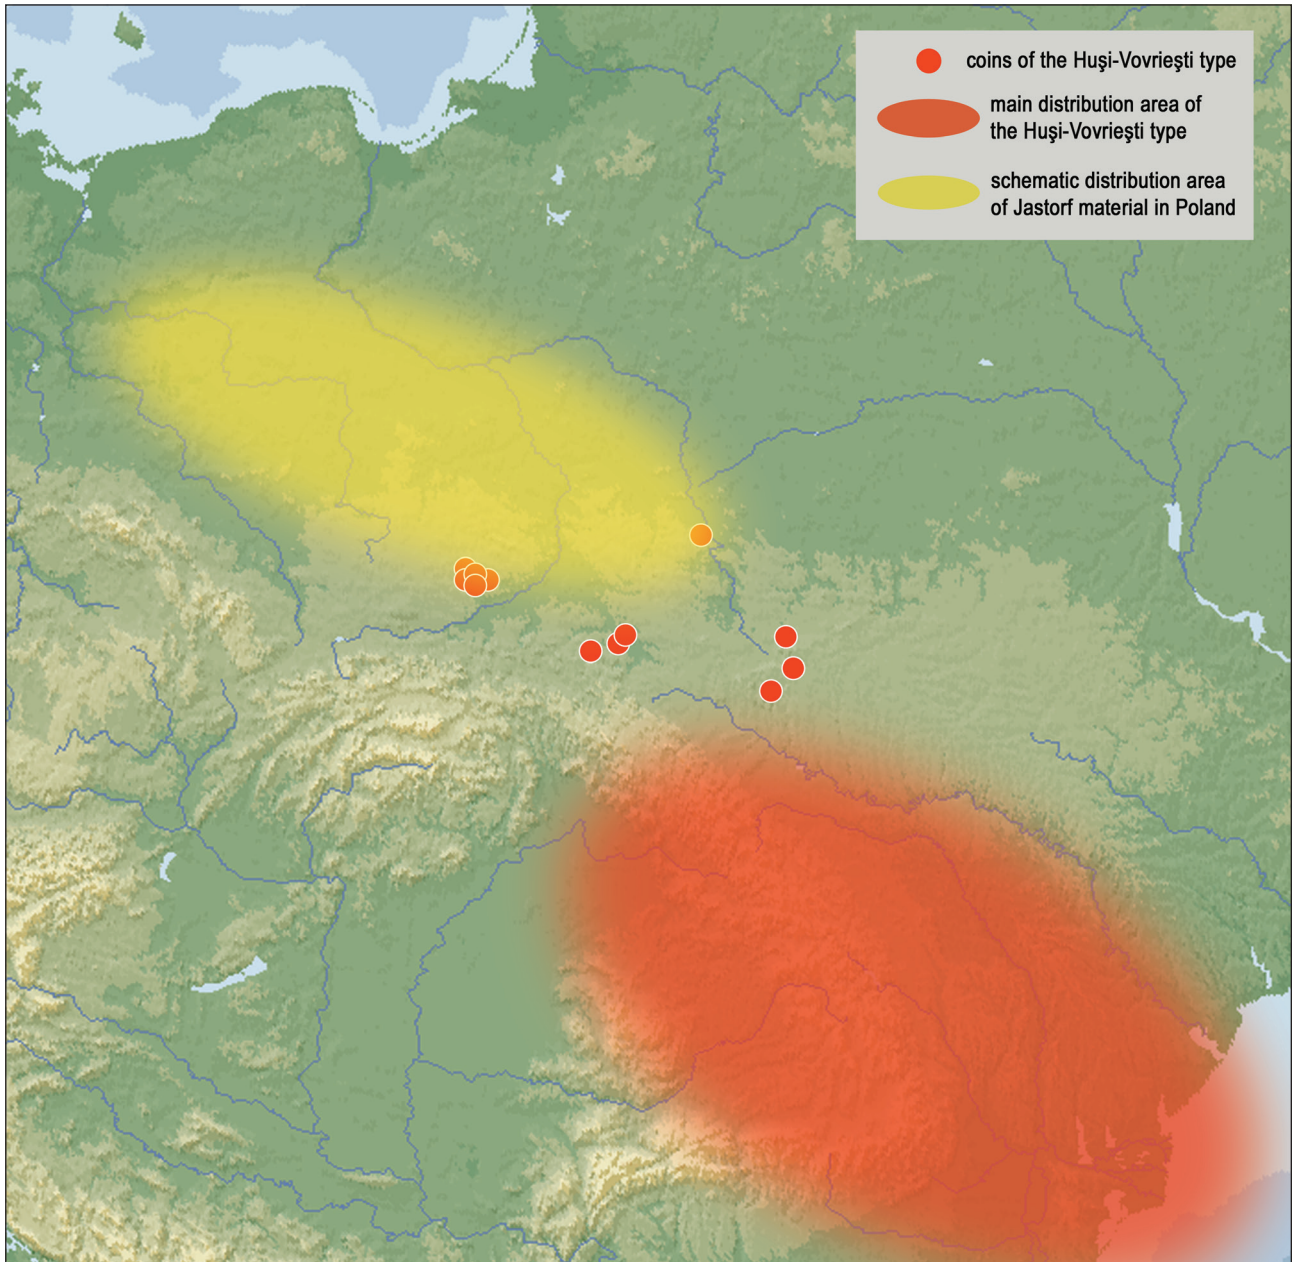 coins of the Huşi-Vovrieşti type
main distribution area of
the Huşi-Vovrieşti type
schematic distribution area
of Jastorf material in Poland